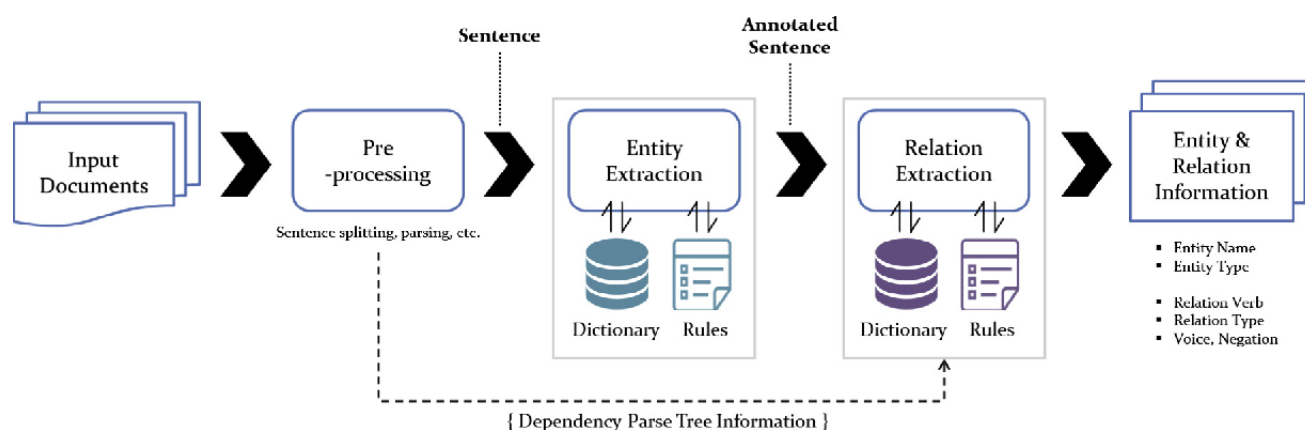 Sentence
Annotated
Sentence
Input
Documents
Pre
-processing
Sentence splitting, parsing, etc.
Entity
Extraction
Dictionary
Rules
Relation
Extraction
Dictionary
Rules
Entity &
Relation
Information
▪ Entity Name
▪ Entity Type
▪ Relation Verb
▪ Relation Type
▪ Voice, Negation
{ Dependency Parse Tree Information }